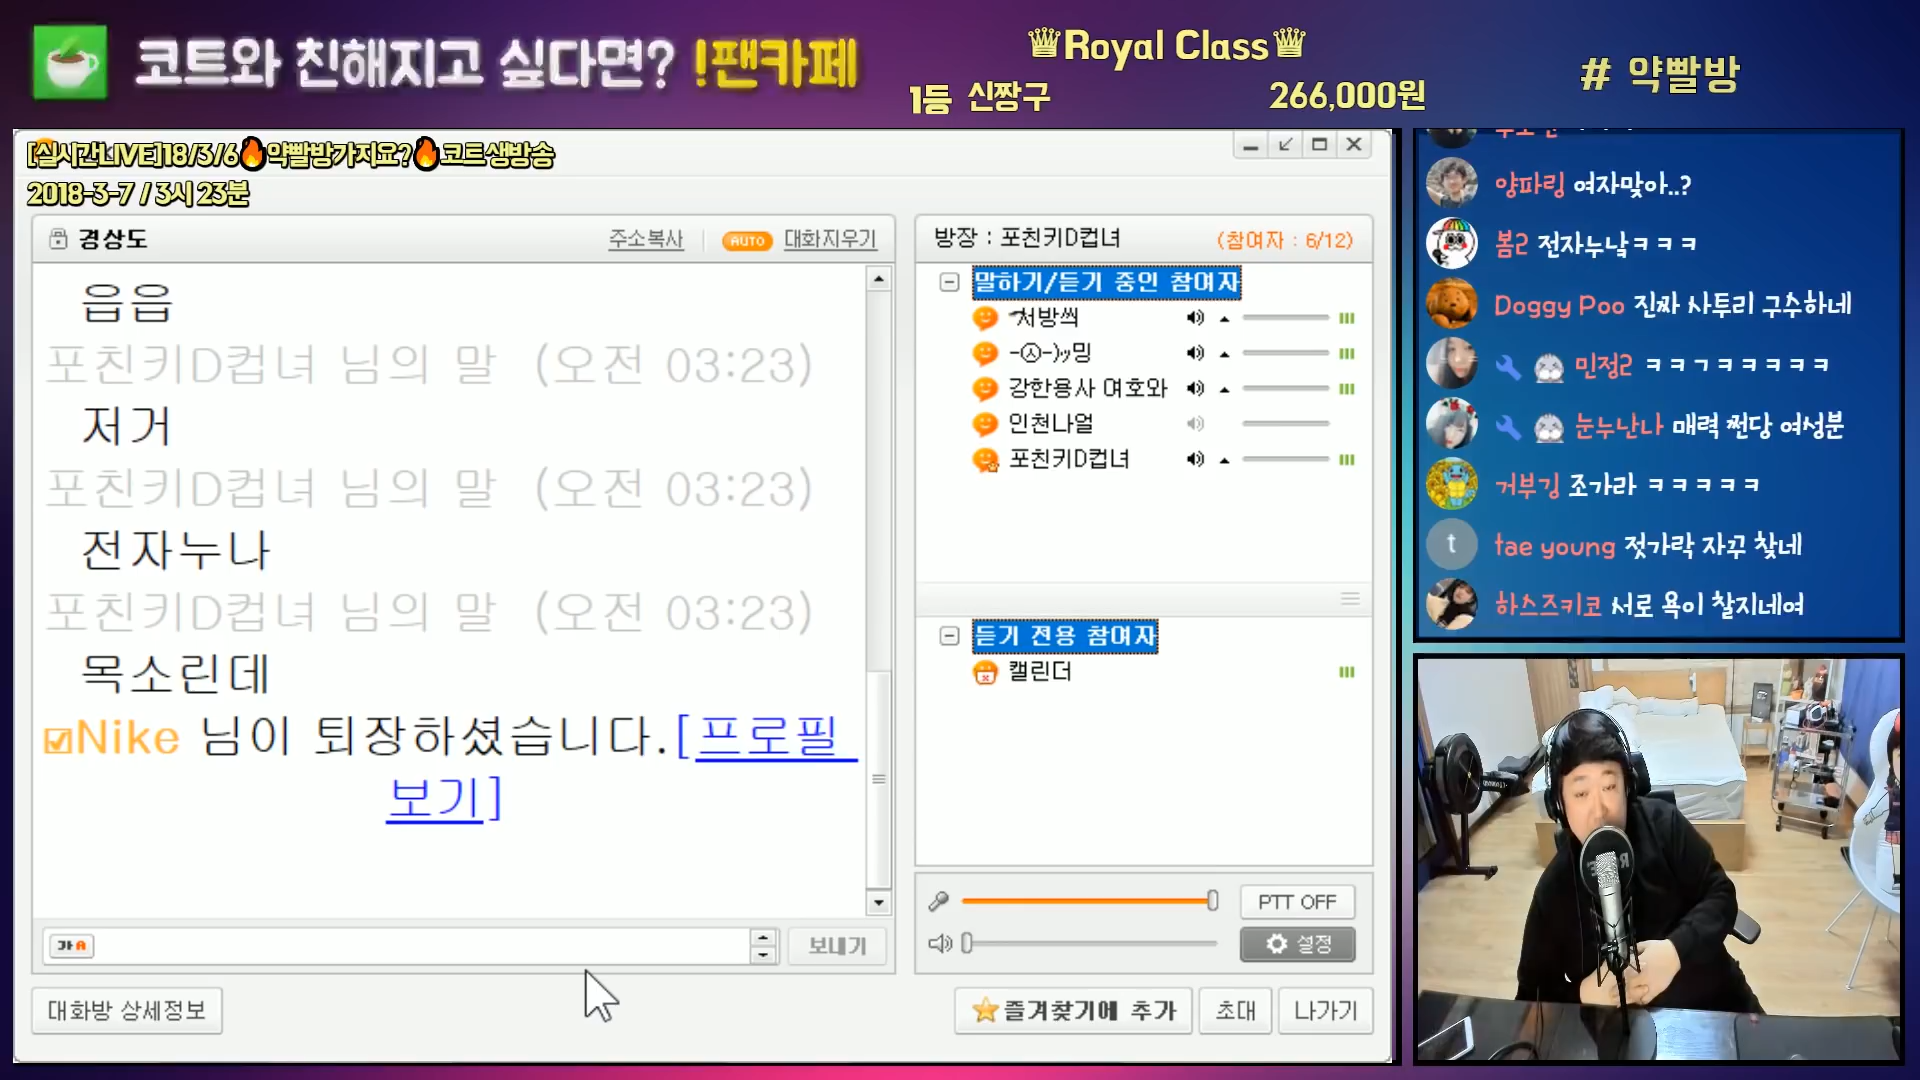 코트와 친해지고 싶다면? !팬카페
♛Royal Class♛
1등 신짱구 266,000원
# 약빨방
[실시간LIVE]18/3/6🔥약빨방가지요?🔥코트생방송
2018-3-7 / 3시 23분
경상도 주소복사 AUTO 대화지우기
읍읍
포친키D컵녀 님의 말 (오전 03:23)
저거
포친키D컵녀 님의 말 (오전 03:23)
전자누나
포친키D컵녀 님의 말 (오전 03:23)
목소린데
Nike 님이 퇴장하셨습니다.[프로필
보기]
가A 보내기
대화방 상세정보
방장 : 포친키D컵녀 (참여자 : 6/12)
말하기/듣기 중인 참여자
서방씩
-㉦-)ッ밍
강한용사 여호와
인천나얼
포친키D컵녀
듣기 전용 참여자
캘린더
PTT OFF
설정
즐겨찾기에 추가 초대 나가기
양파링 여자맞아..?
봄2 전자누낰ㅋㅋㅋ
Doggy Poo 진짜 사투리 구수하네
민정2 ㅋㅋㄱㅋㅋㅋㅋㅋ
눈누난나 매력 쩐당 여성분
거부깅 조가라 ㅋㅋㅋㅋㅋ
t tae young 젓가락 자꾸 찾네
하스즈키코 서로 욕이 찰지네여